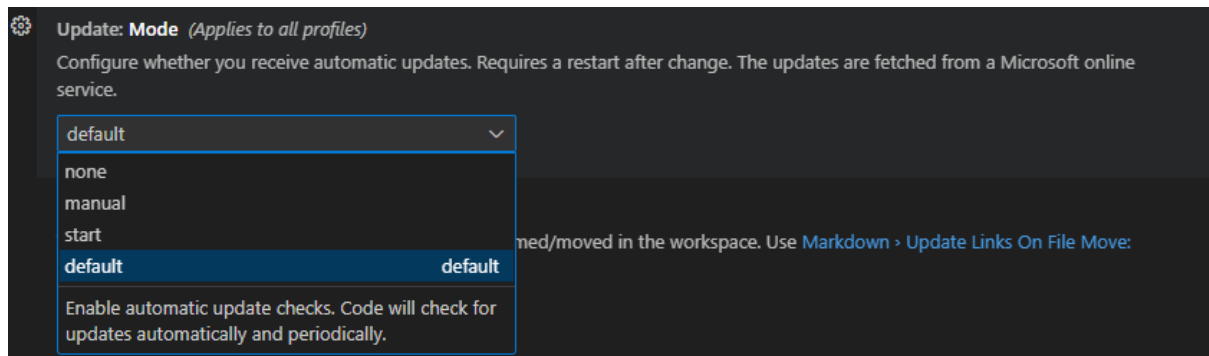 Update: Mode (Applies to all profiles)
Configure whether you receive automatic updates. Requires a restart after change. The updates are fetched from a Microsoft online
service.
default
none
manual
start
med/moved in the workspace. Use Markdown › Update Links On File Move:
default default
Enable automatic update checks. Code will check for
updates automatically and periodically.